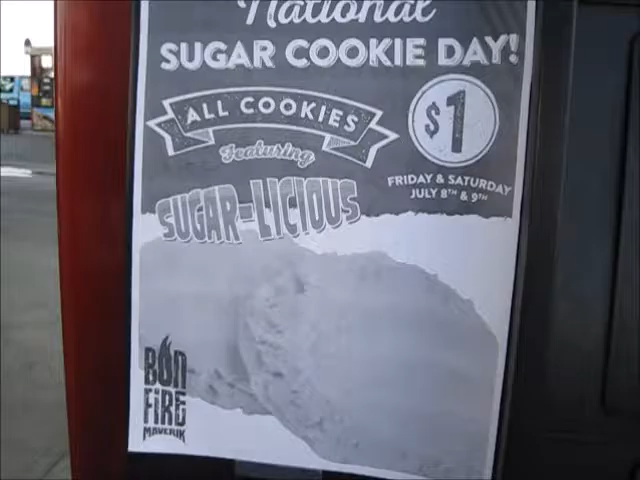 National
SUGAR COOKIE DAY!
ALL COOKIES
$1
Featuring
FRIDAY & SATURDAY
JULY 8TH & 9TH
SUGAR-LICIOUS
BON
FIRE
MAVERIK